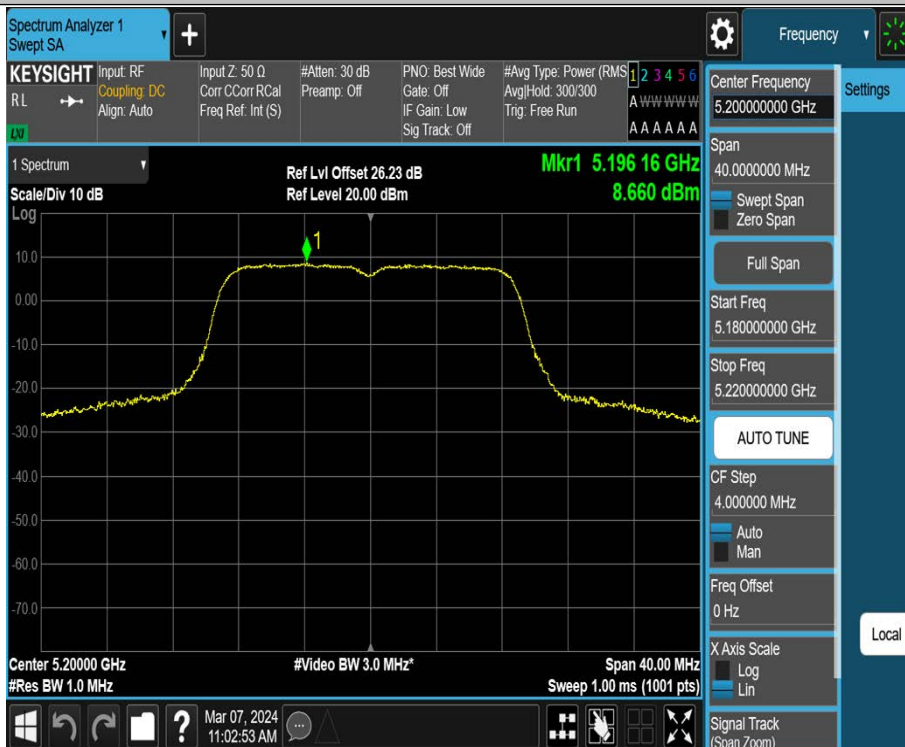 Spectrum Analyzer 1
Swept SA
+
Frequency
KEYSIGHT
RL
LXI
Input: RF
Coupling: DC
Align: Auto
Input Z: 50 Ω
Corr CCorr RCal
Freq Ref: Int (S)
#Atten: 30 dB
Preamp: Off
PNO: Best Wide
Gate: Off
IF Gain: Low
Sig Track: Off
#Avg Type: Power (RMS
Avg|Hold: 300/300
Trig: Free Run
1 2 3 4 5 6
A W W W W W
A A A A A A
1 Spectrum
Scale/Div 10 dB
Log
Ref Lvl Offset 26.23 dB
Ref Level 20.00 dBm
Mkr1 5.196 16 GHz
8.660 dBm
1
10.0
0.00
-10.0
-20.0
-30.0
-40.0
-50.0
-60.0
-70.0
Center 5.20000 GHz
#Res BW 1.0 MHz
#Video BW 3.0 MHz*
Span 40.00 MHz
Sweep 1.00 ms (1001 pts)
?
Mar 07, 2024
11:02:53 AM
Center Frequency
5.200000000 GHz
Span
40.0000000 MHz
Swept Span
Zero Span
Full Span
Start Freq
5.180000000 GHz
Stop Freq
5.220000000 GHz
AUTO TUNE
CF Step
4.000000 MHz
Auto
Man
Freq Offset
0 Hz
X Axis Scale
Log
Lin
Signal Track
(Span Zoom)
Settings
Local